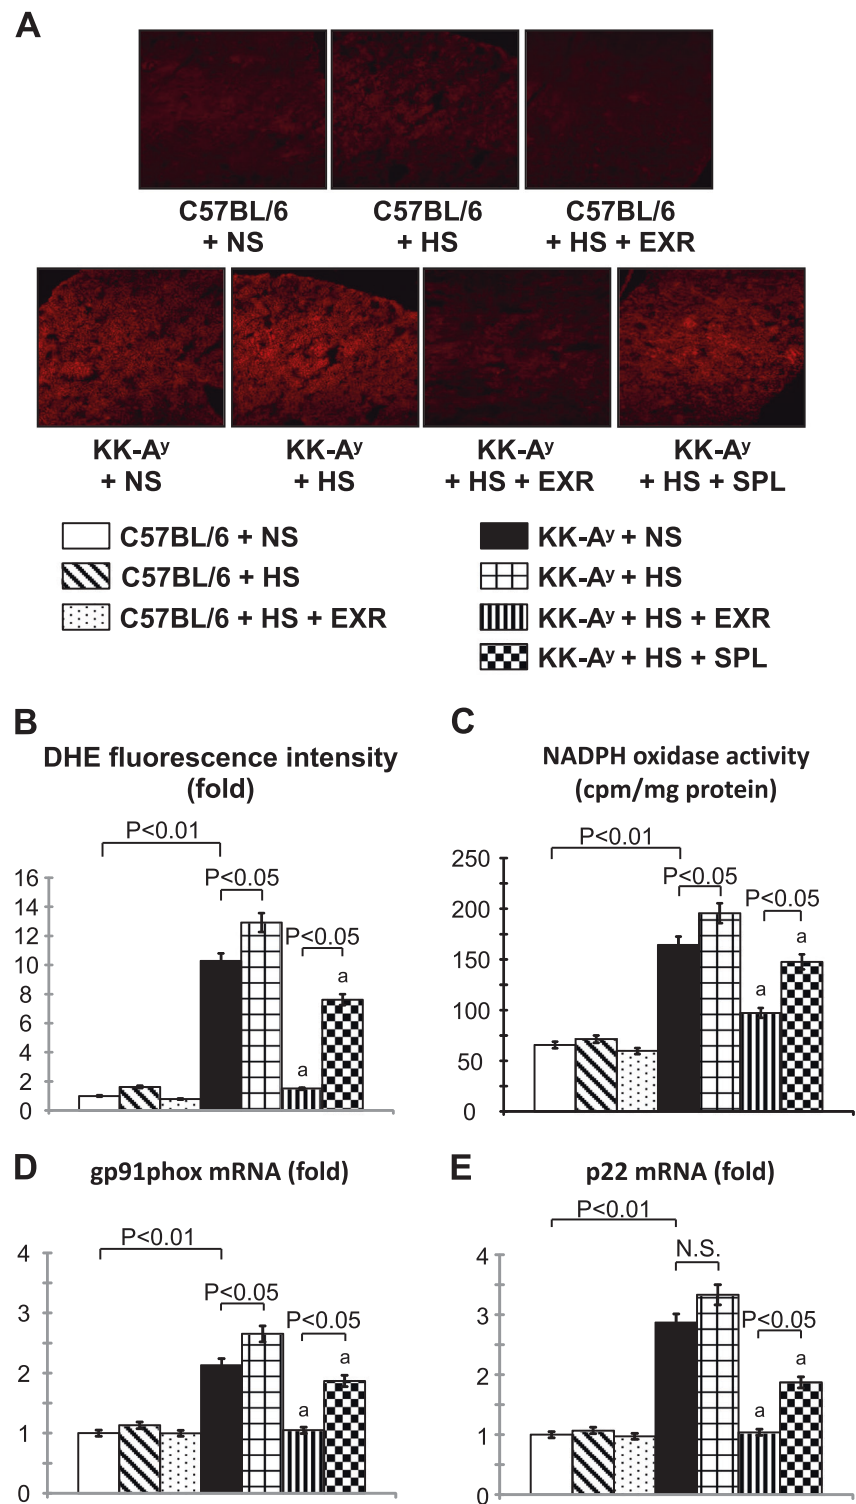 A
C57BL/6
+ NS
C57BL/6
+ HS
C57BL/6
+ HS + EXR
KK-Aʸ
+ NS
KK-Aʸ
+ HS
KK-Aʸ
+ HS + EXR
KK-Aʸ
+ HS + SPL
C57BL/6 + NS
C57BL/6 + HS
C57BL/6 + HS + EXR
KK-Aʸ + NS
KK-Aʸ + HS
KK-Aʸ + HS + EXR
KK-Aʸ + HS + SPL
B
DHE fluorescence intensity
(fold)
P<0.01
P<0.05
P<0.05
a
a
16
14
12
10
8
6
4
2
0
C
NADPH oxidase activity
(cpm/mg protein)
P<0.01
P<0.05
P<0.05
a
a
250
200
150
100
50
0
D
gp91phox mRNA (fold)
P<0.01
P<0.05
P<0.05
a
a
4
3
2
1
0
E
p22 mRNA (fold)
P<0.01
N.S.
P<0.05
a
a
4
3
2
1
0